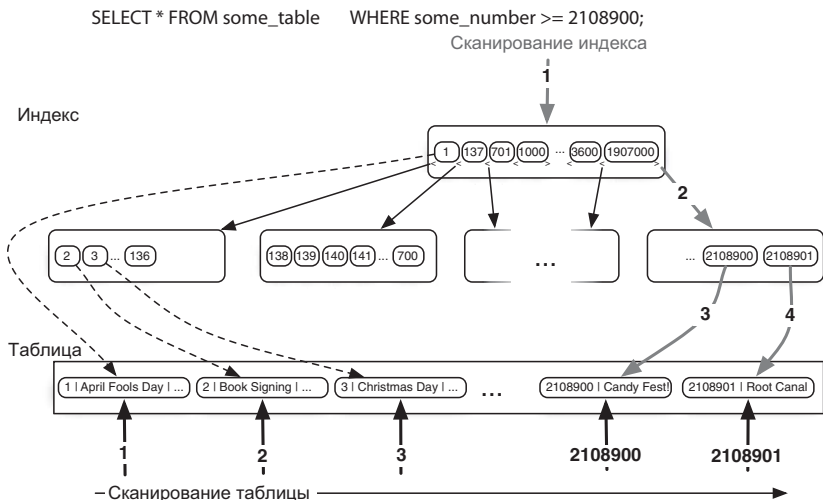 SELECT * FROM some_table WHERE some_number >= 2108900;
Сканирование индекса
1
Индекс
1 137 701 1000 ... 3600 1907000
< < < < > < < >
2
2 3 ... 136
138 139 140 141 ... 700
...
... 2108900 2108901
3 4
Таблица
1 | April Fools Day | ... 2 | Book Signing | ... 3 | Christmas Day | ... ... 2108900 | Candy Fest! 2108901 | Root Canal
1 2 3 2108900 2108901
Сканирование таблицы